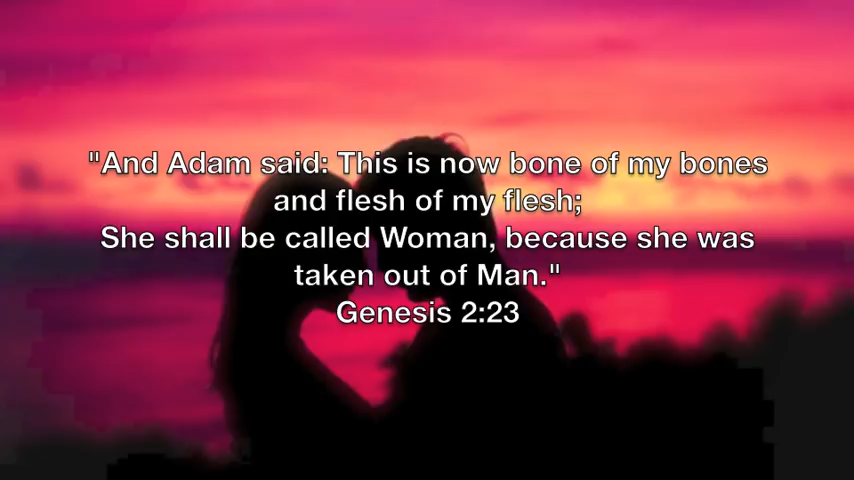 "And Adam said: This is now bone of my bones
and flesh of my flesh;
She shall be called Woman, because she was
taken out of Man."
Genesis 2:23